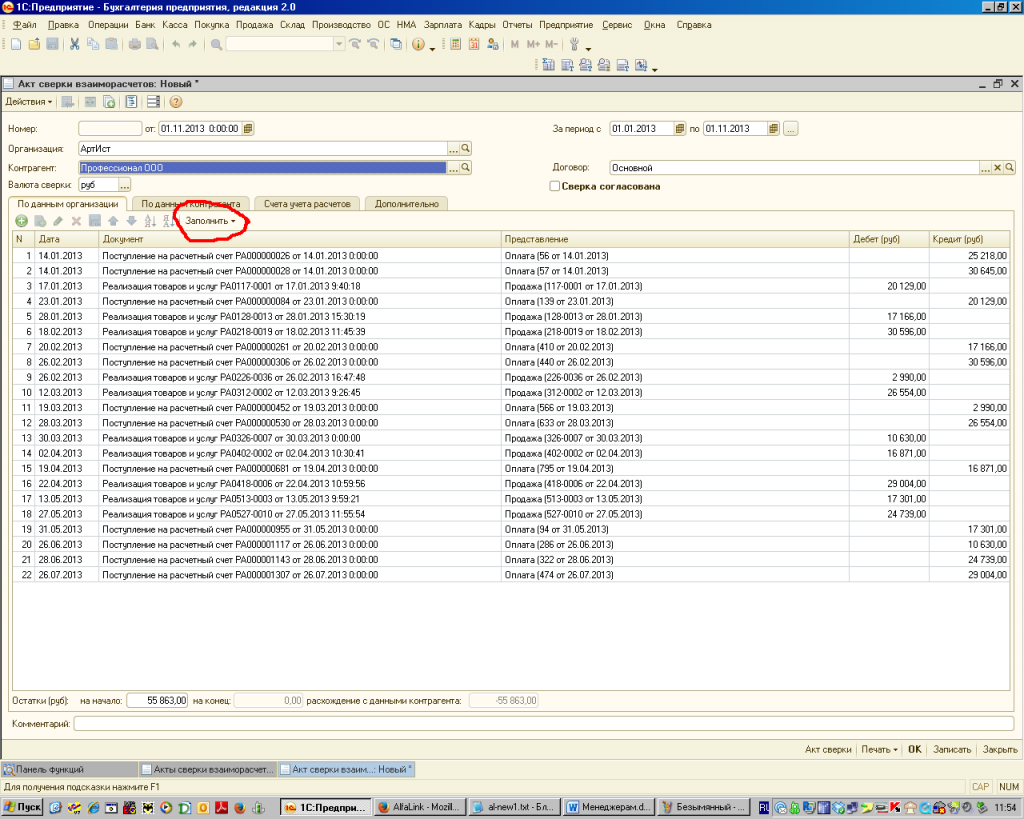 1С:Предприятие - Бухгалтерия предприятия, редакция 2.0
Файл Правка Операции Банк Касса Покупка Продажа Склад Производство ОС НМА Зарплата Кадры Отчеты Предприятие Сервис Окна Справка
M M+ M-
Акт сверки взаиморасчетов: Новый *
Действия
Номер: от: 01.11.2013 0:00:00 За период с 01.01.2013 по 01.11.2013 ...
Организация: АртИст ...
Контрагент: Профессионал ООО ... Договор: Основной ...
Валюта сверки: руб ... Сверка согласована
По данным организации По данным контрагента Счета учета расчетов Дополнительно
Заполнить
N Дата Документ Представление Дебет (руб) Кредит (руб)
1 14.01.2013 Поступление на расчетный счет РА000000026 от 14.01.2013 0:00:00 Оплата (56 от 14.01.2013) 25 218,00
2 14.01.2013 Поступление на расчетный счет РА000000028 от 14.01.2013 0:00:00 Оплата (57 от 14.01.2013) 30 645,00
3 17.01.2013 Реализация товаров и услуг РА0117-0001 от 17.01.2013 9:40:18 Продажа (117-0001 от 17.01.2013) 20 129,00
4 23.01.2013 Поступление на расчетный счет РА000000084 от 23.01.2013 0:00:00 Оплата (139 от 23.01.2013) 20 129,00
5 28.01.2013 Реализация товаров и услуг РА0128-0013 от 28.01.2013 15:30:19 Продажа (128-0013 от 28.01.2013) 17 166,00
6 18.02.2013 Реализация товаров и услуг РА0218-0019 от 18.02.2013 11:45:39 Продажа (218-0019 от 18.02.2013) 30 596,00
7 20.02.2013 Поступление на расчетный счет РА000000261 от 20.02.2013 0:00:00 Оплата (410 от 20.02.2013) 17 166,00
8 26.02.2013 Поступление на расчетный счет РА000000306 от 26.02.2013 0:00:00 Оплата (440 от 26.02.2013) 30 596,00
9 26.02.2013 Реализация товаров и услуг РА0226-0036 от 26.02.2013 16:47:48 Продажа (226-0036 от 26.02.2013) 2 990,00
10 12.03.2013 Реализация товаров и услуг РА0312-0002 от 12.03.2013 9:26:45 Продажа (312-0002 от 12.03.2013) 26 554,00
11 19.03.2013 Поступление на расчетный счет РА000000452 от 19.03.2013 0:00:00 Оплата (566 от 19.03.2013) 2 990,00
12 28.03.2013 Поступление на расчетный счет РА000000530 от 28.03.2013 0:00:00 Оплата (633 от 28.03.2013) 26 554,00
13 30.03.2013 Реализация товаров и услуг РА0326-0007 от 30.03.2013 0:00:00 Продажа (326-0007 от 30.03.2013) 10 630,00
14 02.04.2013 Реализация товаров и услуг РА0402-0002 от 02.04.2013 10:30:41 Продажа (402-0002 от 02.04.2013) 16 871,00
15 19.04.2013 Поступление на расчетный счет РА000000681 от 19.04.2013 0:00:00 Оплата (795 от 19.04.2013) 16 871,00
16 22.04.2013 Реализация товаров и услуг РА0418-0006 от 22.04.2013 10:59:56 Продажа (418-0006 от 22.04.2013) 29 004,00
17 13.05.2013 Реализация товаров и услуг РА0513-0003 от 13.05.2013 9:59:21 Продажа (513-0003 от 13.05.2013) 17 301,00
18 27.05.2013 Реализация товаров и услуг РА0527-0010 от 27.05.2013 11:55:54 Продажа (527-0010 от 27.05.2013) 24 739,00
19 31.05.2013 Поступление на расчетный счет РА000000955 от 31.05.2013 0:00:00 Оплата (94 от 31.05.2013) 17 301,00
20 26.06.2013 Поступление на расчетный счет РА000001117 от 26.06.2013 0:00:00 Оплата (286 от 26.06.2013) 10 630,00
21 28.06.2013 Поступление на расчетный счет РА000001143 от 28.06.2013 0:00:00 Оплата (322 от 28.06.2013) 24 739,00
22 26.07.2013 Поступление на расчетный счет РА000001307 от 26.07.2013 0:00:00 Оплата (474 от 26.07.2013) 29 004,00
Остатки (руб): на начало: 55 863,00 на конец: 0,00 расхождение с данными контрагента: -55 863,00
Комментарий:
Акт сверки Печать OK Записать Закрыть
Панель функций Акты сверки взаиморасчет... Акт сверки взаим...: Новый *
Для получения подсказки нажмите F1 CAP NUM
Пуск 1С:Предпри... AlfaLink - Mozil... al-new1.txt - Бл... Менеджерам.d... Безымянный - ... RL 11:54